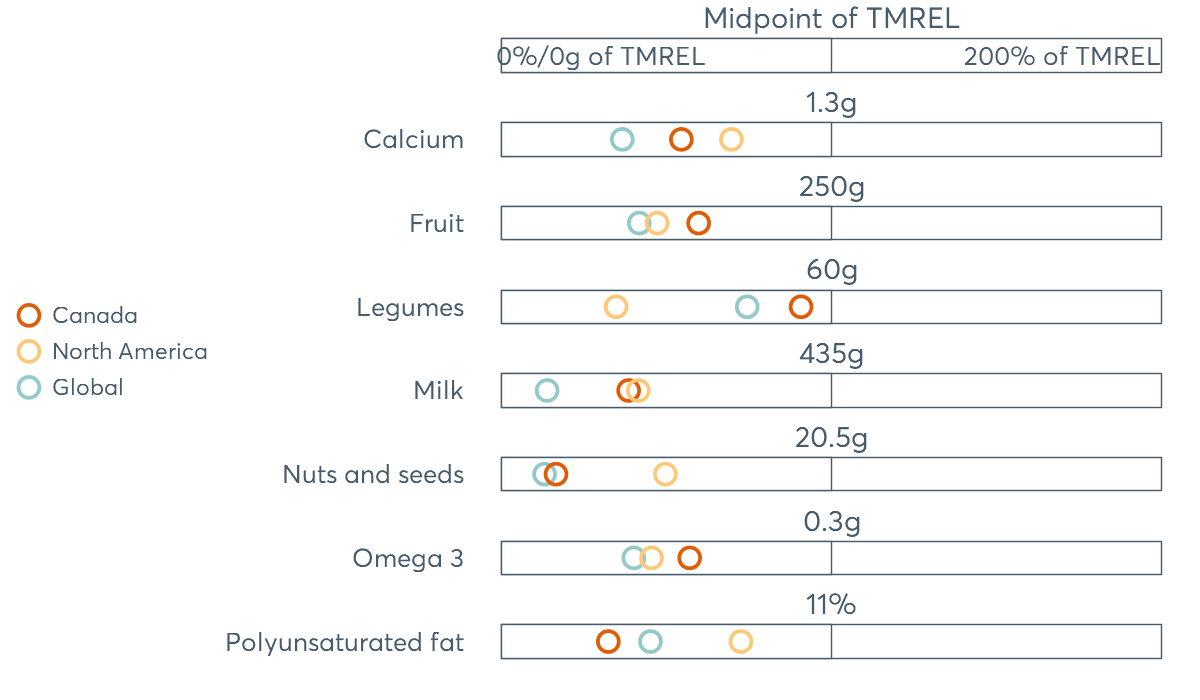 Midpoint of TMREL
0%/0g of TMREL 200% of TMREL
1.3g
Calcium
250g
Fruit
60g
Legumes
435g
Milk
20.5g
Nuts and seeds
0.3g
Omega 3
11%
Polyunsaturated fat
Canada
North America
Global